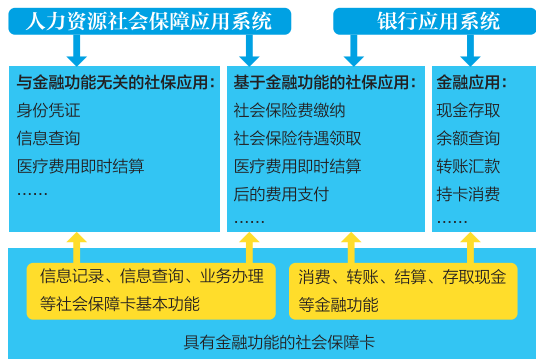 人力资源社会保障应用系统
银行应用系统
与金融功能无关的社保应用：
身份凭证
信息查询
医疗费用即时结算
……
基于金融功能的社保应用：
社会保险费缴纳
社会保险待遇领取
医疗费用即时结算
后的费用支付
……
金融应用：
现金存取
余额查询
转账汇款
持卡消费
……
信息记录、信息查询、业务办理
等社会保障卡基本功能
消费、转账、结算、存取现金
等金融功能
具有金融功能的社会保障卡